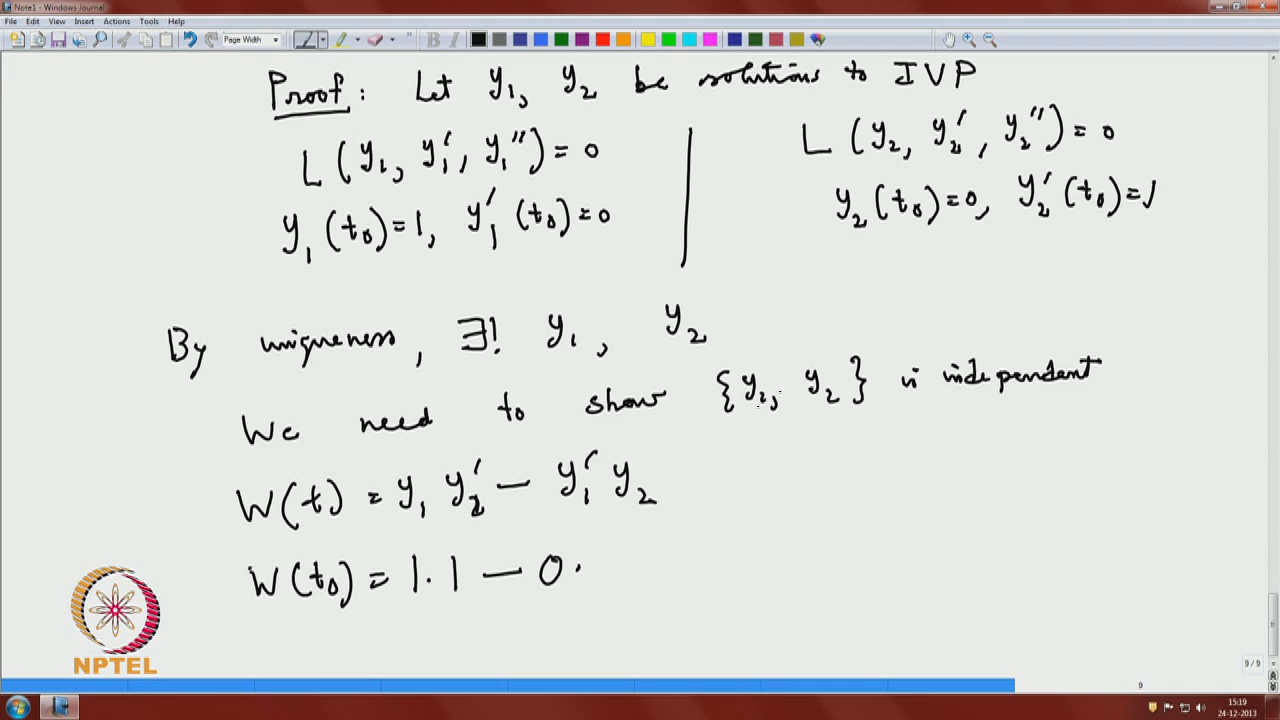 Note1 - Windows Journal
File Edit View Insert Actions Tools Help
Page Width
B I
Proof : Let y₁, y₂ be solutions to IVP
L (y₁, y₁', y₁'') = 0
y₁ (t₀) = 1, y₁' (t₀) = 0
L (y₂, y₂', y₂'') = 0
y₂ (t₀) = 0, y₂' (t₀) = 1
By uniqueness, ∃! y₁, y₂
We need to show {y₂, y₂} is independent
W(t) = y₁ y₂' — y₁' y₂
W(t₀) = 1. 1 — 0 .
NPTEL
9/9
9
15:19
24-12-2013